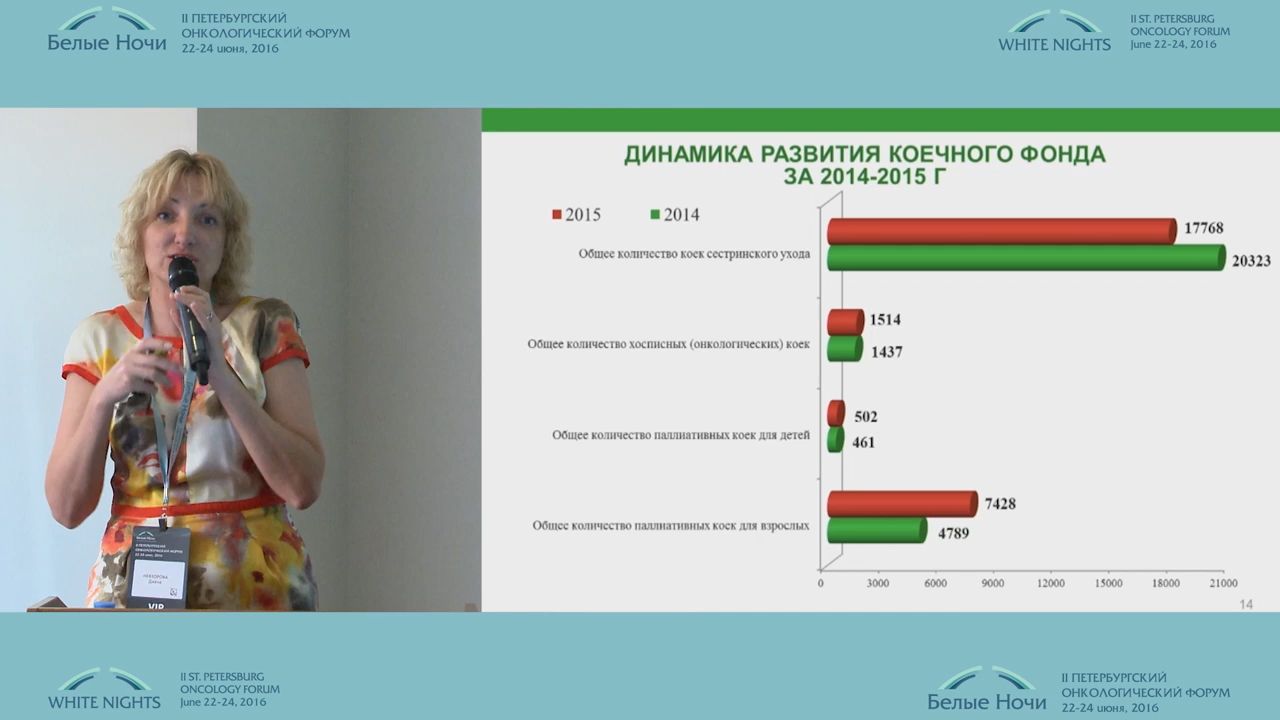 Белые Ночи
II ПЕТЕРБУРГСКИЙ
ОНКОЛОГИЧЕСКИЙ ФОРУМ
22-24 июня, 2016
WHITE NIGHTS
II ST. PETERSBURG
ONCOLOGY FORUM
June 22-24, 2016
ДИНАМИКА РАЗВИТИЯ КОЕЧНОГО ФОНДА
ЗА 2014-2015 Г
2015
2014
Общее количество коек сестринского ухода
17768
20323
Общее количество хосписных (онкологических) коек
1514
1437
Общее количество паллиативных коек для детей
502
461
Общее количество паллиативных коек для взрослых
7428
4789
0 3000 6000 9000 12000 15000 18000 21000
14
Белые Ночи
VIP
WHITE NIGHTS
II ST. PETERSBURG
ONCOLOGY FORUM
June 22-24, 2016
Белые Ночи
II ПЕТЕРБУРГСКИЙ
ОНКОЛОГИЧЕСКИЙ ФОРУМ
22-24 июня, 2016